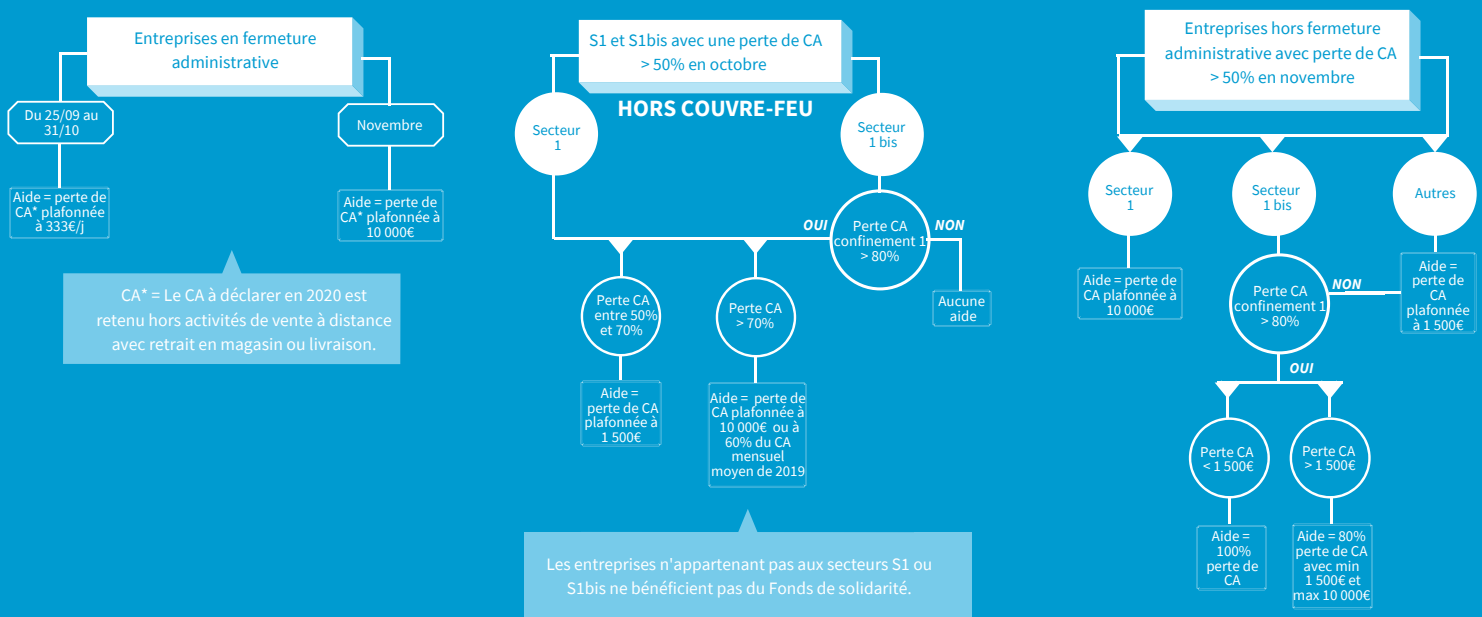 Entreprises en fermeture
administrative
Du 25/09 au
31/10
Novembre
Aide = perte de
CA* plafonnée
à 333€/j
Aide = perte de
CA* plafonnée à
10 000€
CA* = Le CA à déclarer en 2020 est
retenu hors activités de vente à distance
avec retrait en magasin ou livraison.
S1 et S1bis avec une perte de CA
> 50% en octobre
HORS COUVRE-FEU
Secteur
1
Secteur
1 bis
OUI
Perte CA
confinement 1
> 80%
NON
Perte CA
entre 50%
et 70%
Perte CA
> 70%
Aucune
aide
Aide =
perte de CA
plafonnée à
1 500€
Aide = perte de
CA plafonnée à
10 000€ ou à
60% du CA
mensuel
moyen de 2019
Les entreprises n'appartenant pas aux secteurs S1 ou
S1bis ne bénéficient pas du Fonds de solidarité.
Entreprises hors fermeture
administrative avec perte de CA
> 50% en novembre
Secteur
1
Secteur
1 bis
Autres
Aide = perte de
CA plafonnée à
10 000€
Perte CA
confinement 1
> 80%
NON
Aide =
perte de
CA
plafonnée
à 1 500€
OUI
Perte CA
< 1 500€
Perte CA
> 1 500€
Aide =
100%
perte de
CA
Aide = 80%
perte de CA
avec min
1 500€ et
max 10 000€